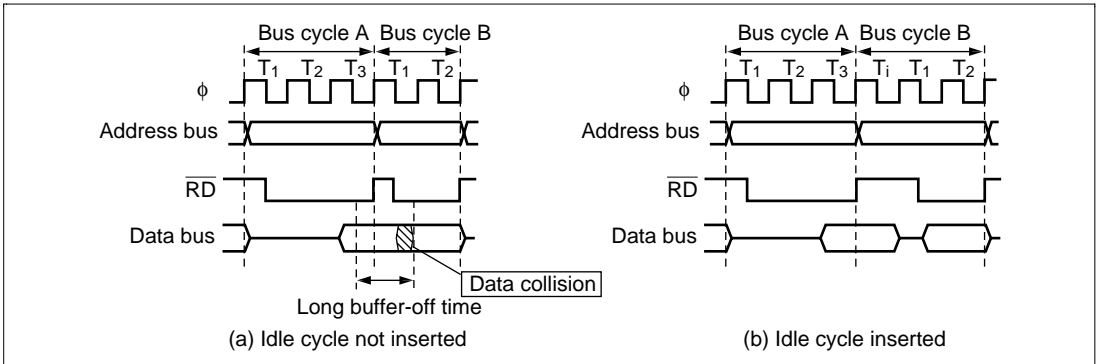 Bus cycle A Bus cycle B
T1 T2 T3 T1 T2
φ
Address bus
RD
Data bus
Data collision
Long buffer-off time
(a) Idle cycle not inserted
Bus cycle A Bus cycle B
T1 T2 T3 Ti T1 T2
φ
Address bus
RD
Data bus
(b) Idle cycle inserted